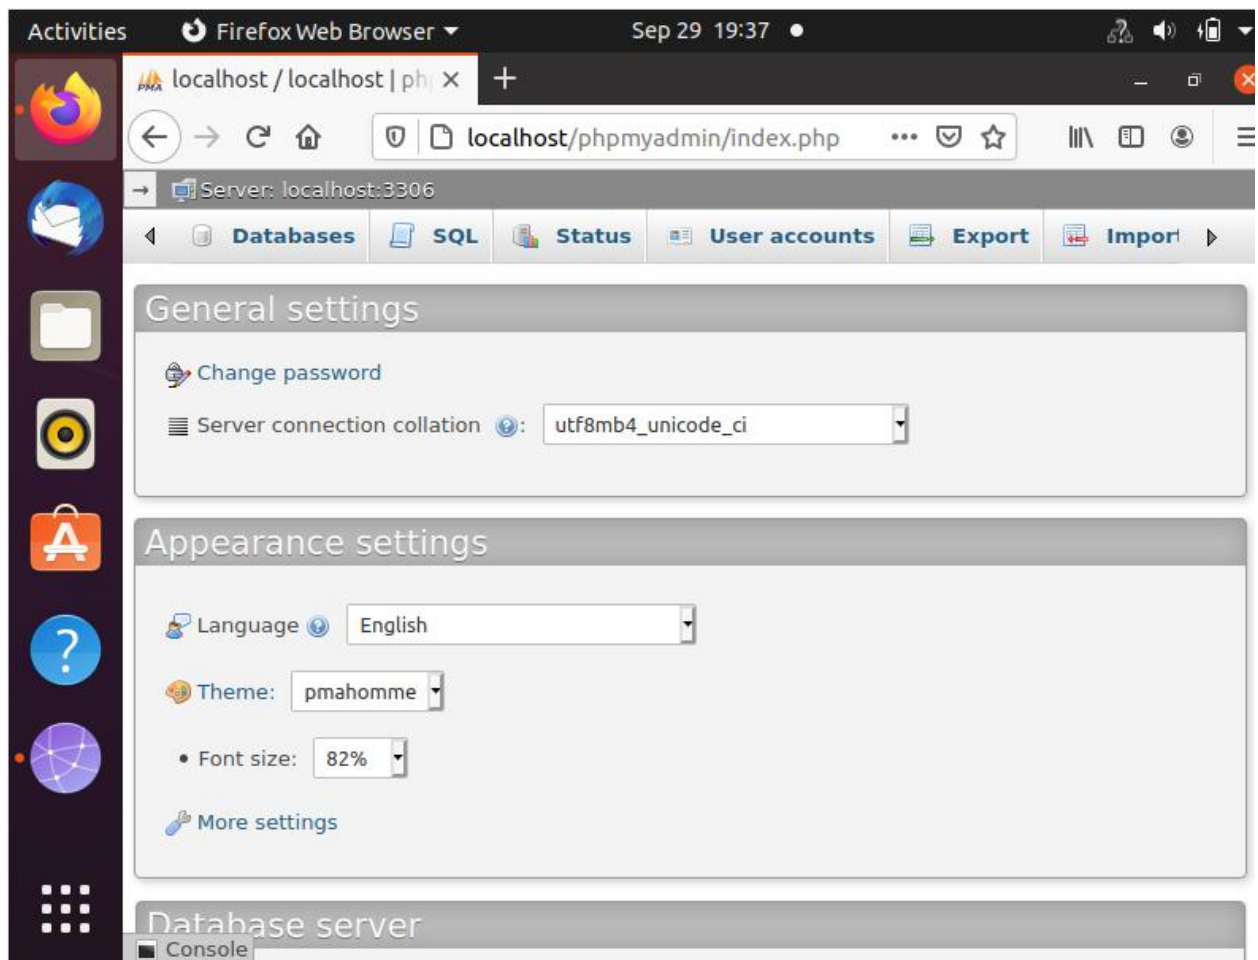 Activities Firefox Web Browser Sep 29 19:37
PMA localhost / localhost | ph
localhost/phpmyadmin/index.php
Server: localhost:3306
Databases SQL Status User accounts Export Import
General settings
Change password
Server connection collation : utf8mb4_unicode_ci
Appearance settings
Language English
Theme: pmahomme
• Font size: 82%
More settings
Database server
Console